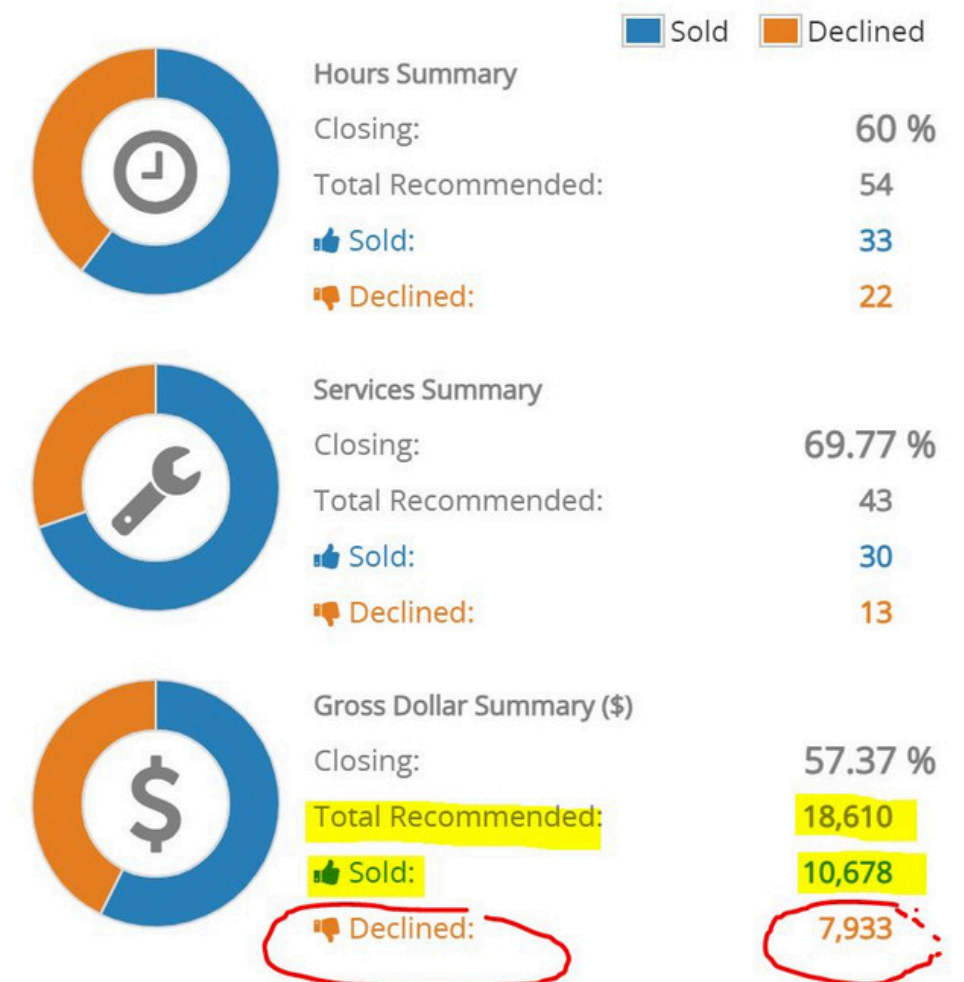 Sold Declined
Hours Summary
Closing: 60 %
Total Recommended: 54
Sold: 33
Declined: 22
Services Summary
Closing: 69.77 %
Total Recommended: 43
Sold: 30
Declined: 13
Gross Dollar Summary ($)
Closing: 57.37 %
Total Recommended: 18,610
Sold: 10,678
Declined: 7,933